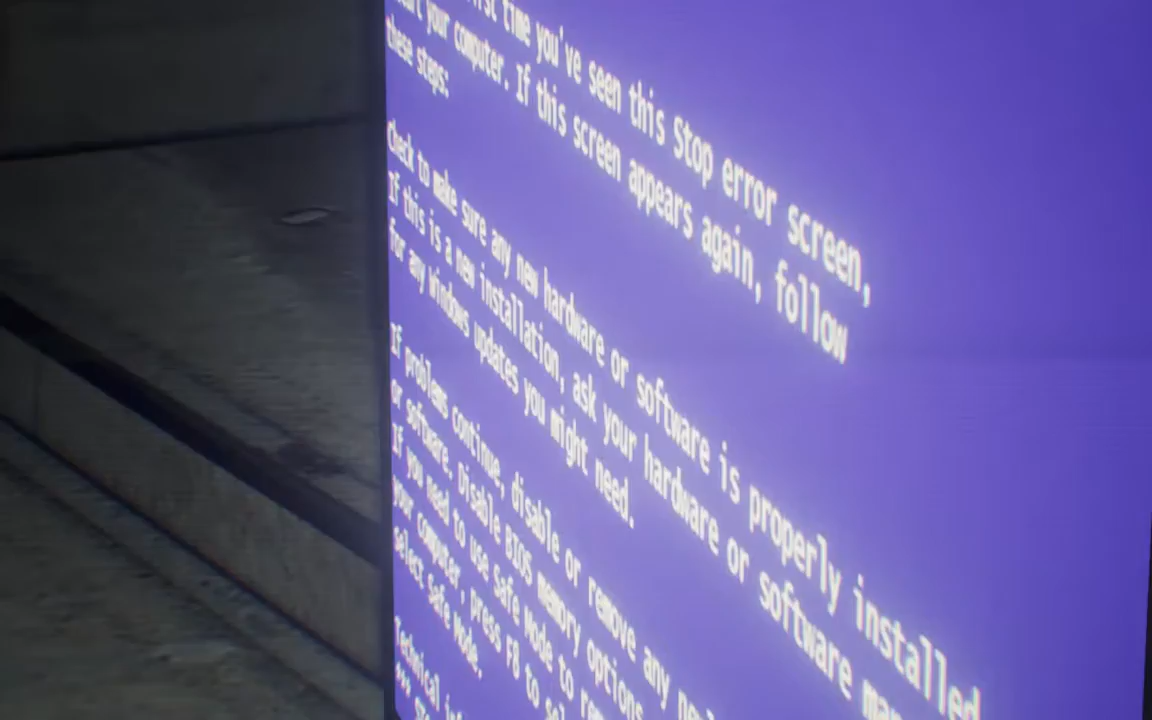 time you've seen this Stop error screen,
your computer. If this screen appears again, follow
these steps:
Check to make sure any new hardware or software is properly installed
If this is a new installation, ask your hardware or software
for any Windows updates you might need.
If problems continue, disable or remove any
or software. Disable BIOS memory options
If you need to use Safe Mode to
your computer, press F8 to
select Safe Mode.
Technical
***